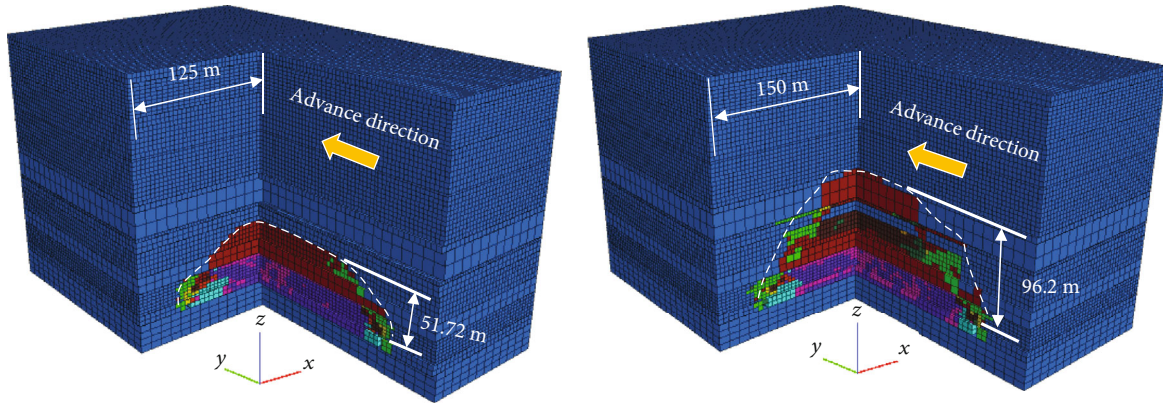 125 m
Advance direction
51.72 m
z
y
x
150 m
Advance direction
96.2 m
z
y
x